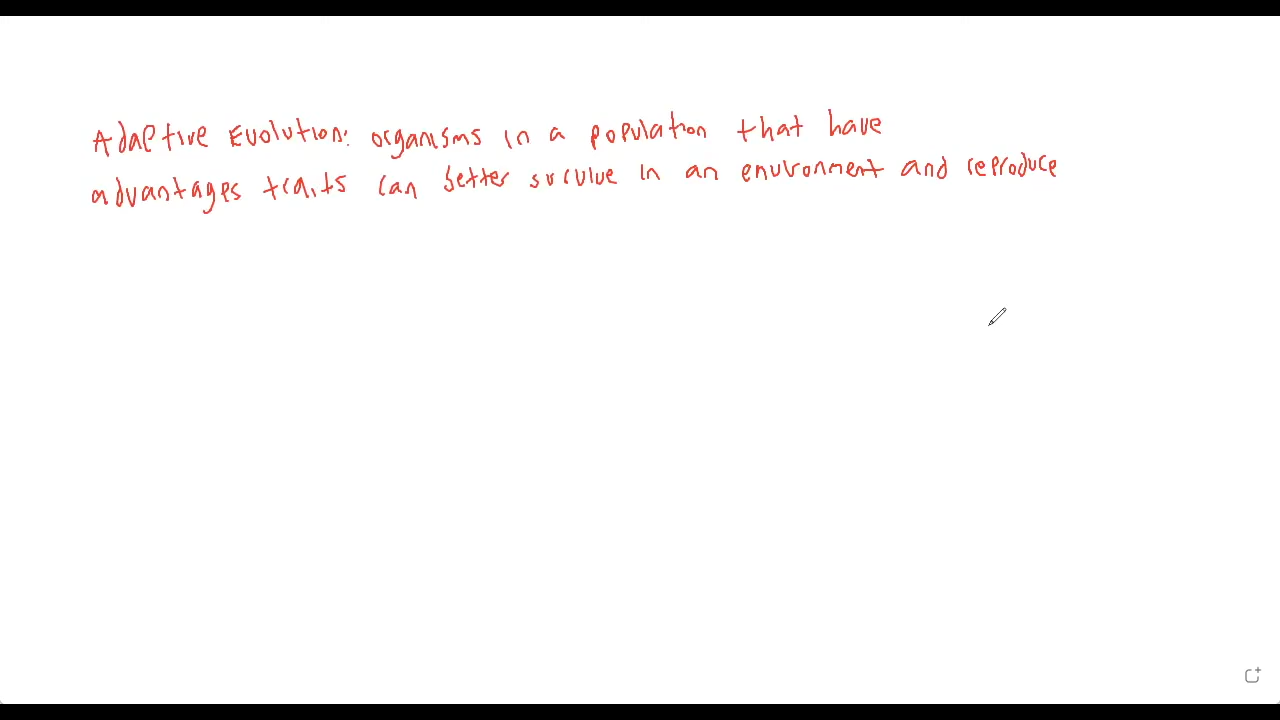 Adaptive Evolution: organisms in a population that have
advantages traits can better survive in an environment and reproduce